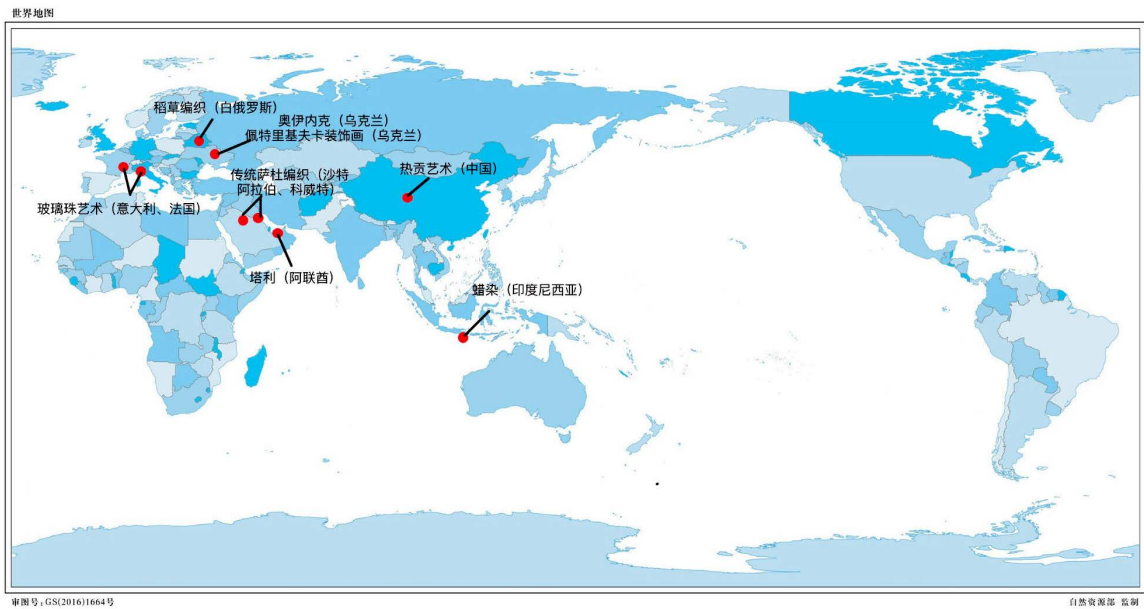 世界地图
稻草编织（白俄罗斯）
奥伊内克（乌克兰）
佩特里基夫卡装饰画（乌克兰）
传统萨杜编织（沙特
阿拉伯、科威特）
热贡艺术（中国）
玻璃珠艺术（意大利、法国）
塔利（阿联酋）
蜡染（印度尼西亚）
审图号:GS(2016)1664号
自然资源部 监制